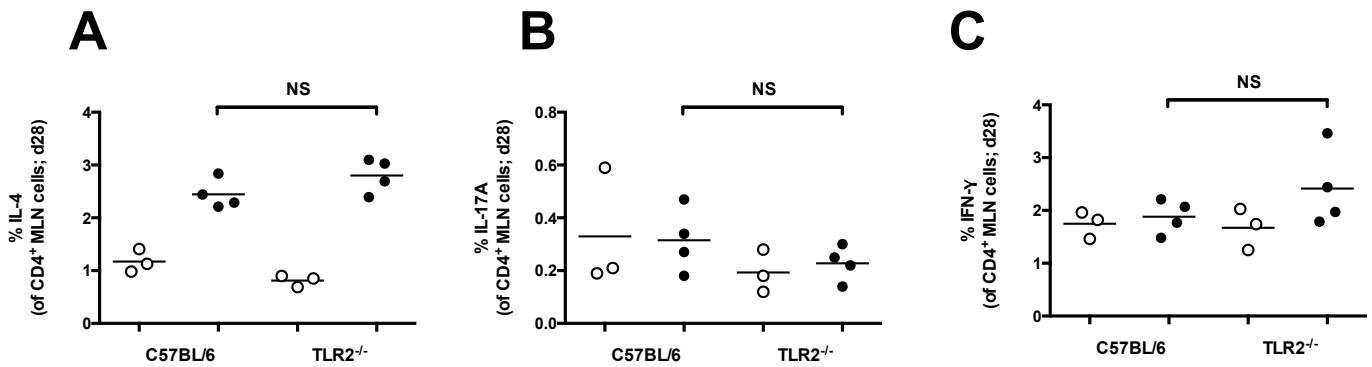 A
NS
% IL-4
(of CD4⁺ MLN cells; d28)
4
3
2
1
0
C57BL/6
TLR2⁻/⁻
B
NS
% IL-17A
(of CD4⁺ MLN cells; d28)
0.8
0.6
0.4
0.2
0.0
C57BL/6
TLR2⁻/⁻
C
NS
% IFN-γ
(of CD4⁺ MLN cells; d28)
4
3
2
1
0
C57BL/6
TLR2⁻/⁻